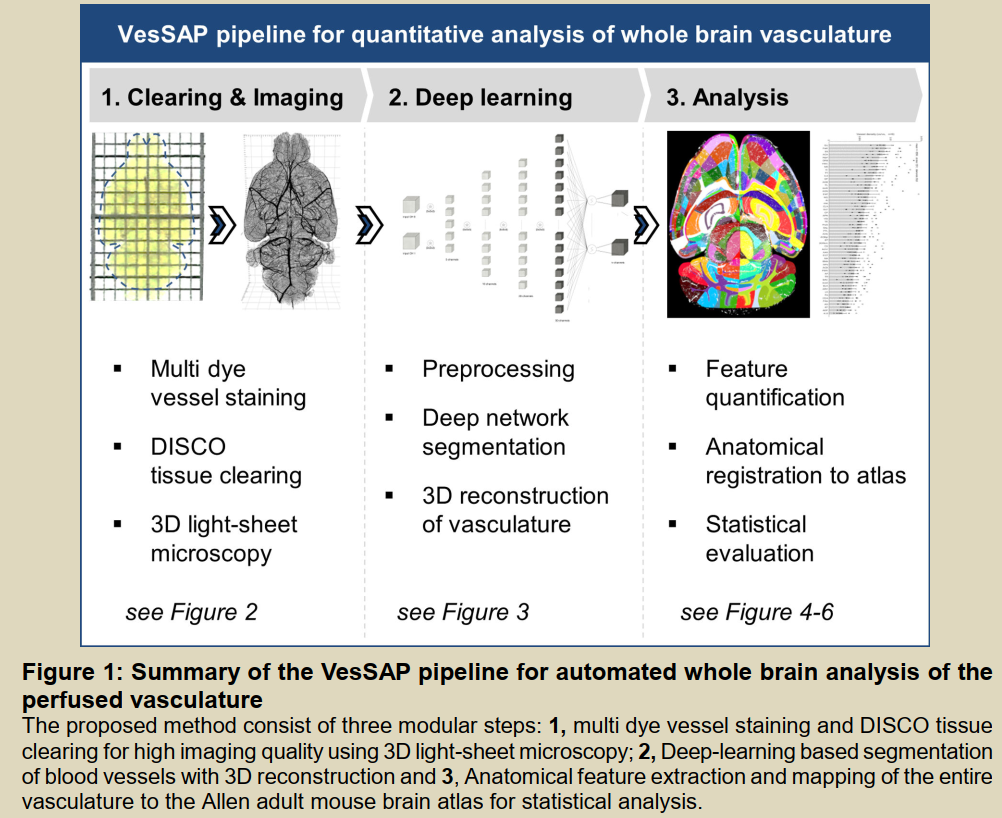 VesSAP pipeline for quantitative analysis of whole brain vasculature
1. Clearing & Imaging
2. Deep learning
3. Analysis
▪ Multi dye
vessel staining
▪ DISCO
tissue clearing
▪ 3D light-sheet
microscopy
see Figure 2
▪ Preprocessing
▪ Deep network
segmentation
▪ 3D reconstruction
of vasculature
see Figure 3
▪ Feature
quantification
▪ Anatomical
registration to atlas
▪ Statistical
evaluation
see Figure 4-6
Figure 1: Summary of the VesSAP pipeline for automated whole brain analysis of the
perfused vasculature
The proposed method consist of three modular steps: 1, multi dye vessel staining and DISCO tissue
clearing for high imaging quality using 3D light-sheet microscopy; 2, Deep-learning based segmentation
of blood vessels with 3D reconstruction and 3, Anatomical feature extraction and mapping of the entire
vasculature to the Allen adult mouse brain atlas for statistical analysis.